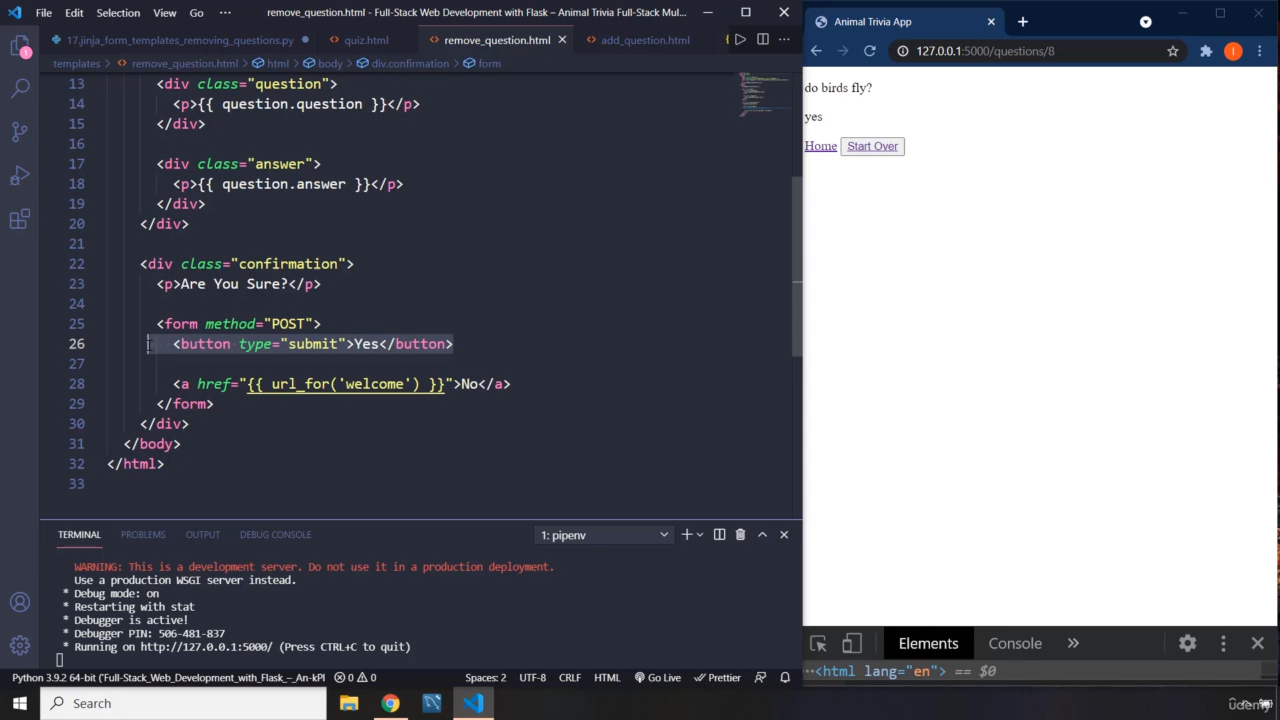 File Edit Selection View Go ··· remove_question.html - Full-Stack Web Development with Flask - Animal Trivia Full-Stack Mul...
17.jinja_form_templates_removing_questions.py quiz.html remove_question.html add_question.html
templates > remove_question.html > html > body > div.confirmation > form
13 <div class="question">
14 <p>{{ question.question }}</p>
15 </div>
16
17 <div class="answer">
18 <p>{{ question.answer }}</p>
19 </div>
20 </div>
21
22 <div class="confirmation">
23 <p>Are You Sure?</p>
24
25 <form method="POST">
26 <button type="submit">Yes</button>
27
28 <a href="{{ url_for('welcome') }}">No</a>
29 </form>
30 </div>
31 </body>
32 </html>
33
TERMINAL PROBLEMS OUTPUT DEBUG CONSOLE 1: pipenv
WARNING: This is a development server. Do not use it in a production deployment.
Use a production WSGI server instead.
* Debug mode: on
* Restarting with stat
* Debugger is active!
* Debugger PIN: 506-481-837
* Running on http://127.0.0.1:5000/ (Press CTRL+C to quit)
Python 3.9.2 64-bit 0 0 Spaces: 2 UTF-8 CRLF HTML Go Live Prettier
Search
1
Animal Trivia App
127.0.0.1:5000/questions/8
I
do birds fly?
yes
Home Start Over
Elements Console »
··<html lang="en"> == $0
udemy